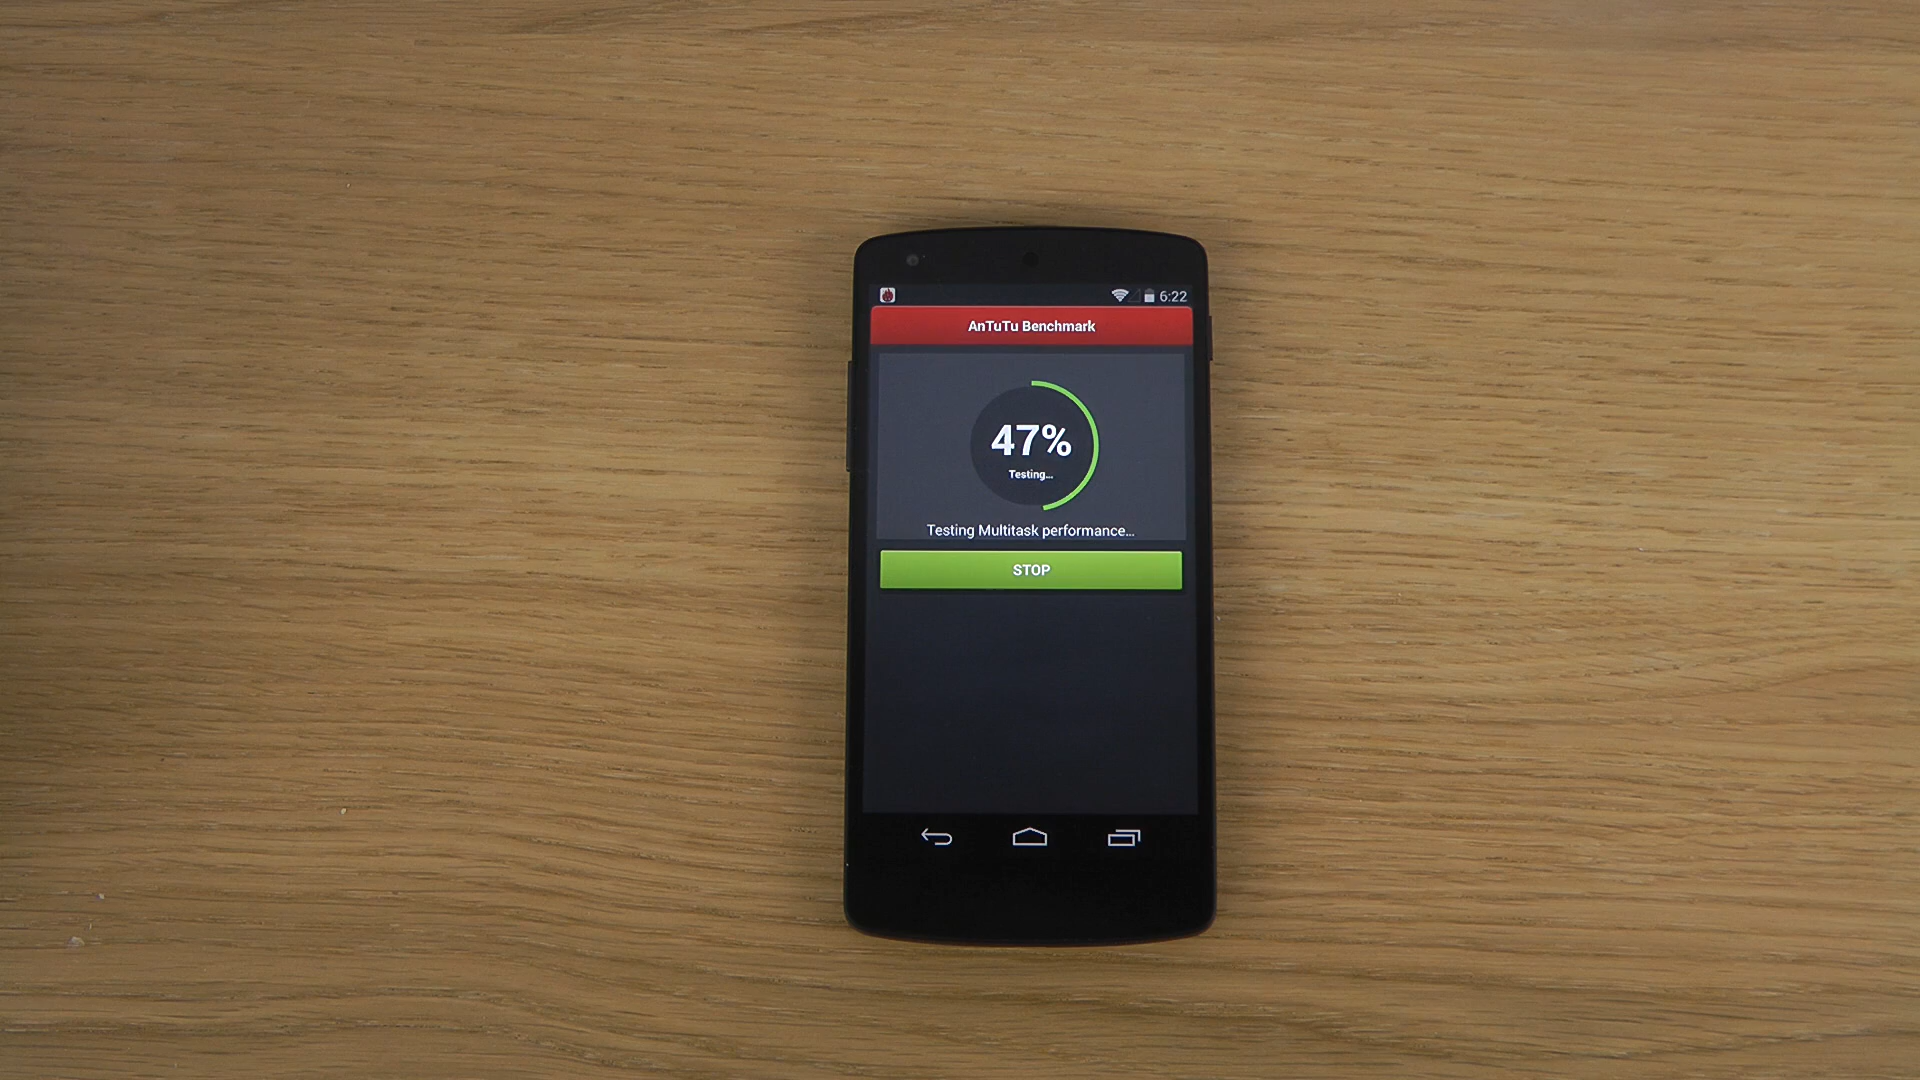 6:22
AnTuTu Benchmark
47%
Testing...
Testing Multitask performance...
STOP